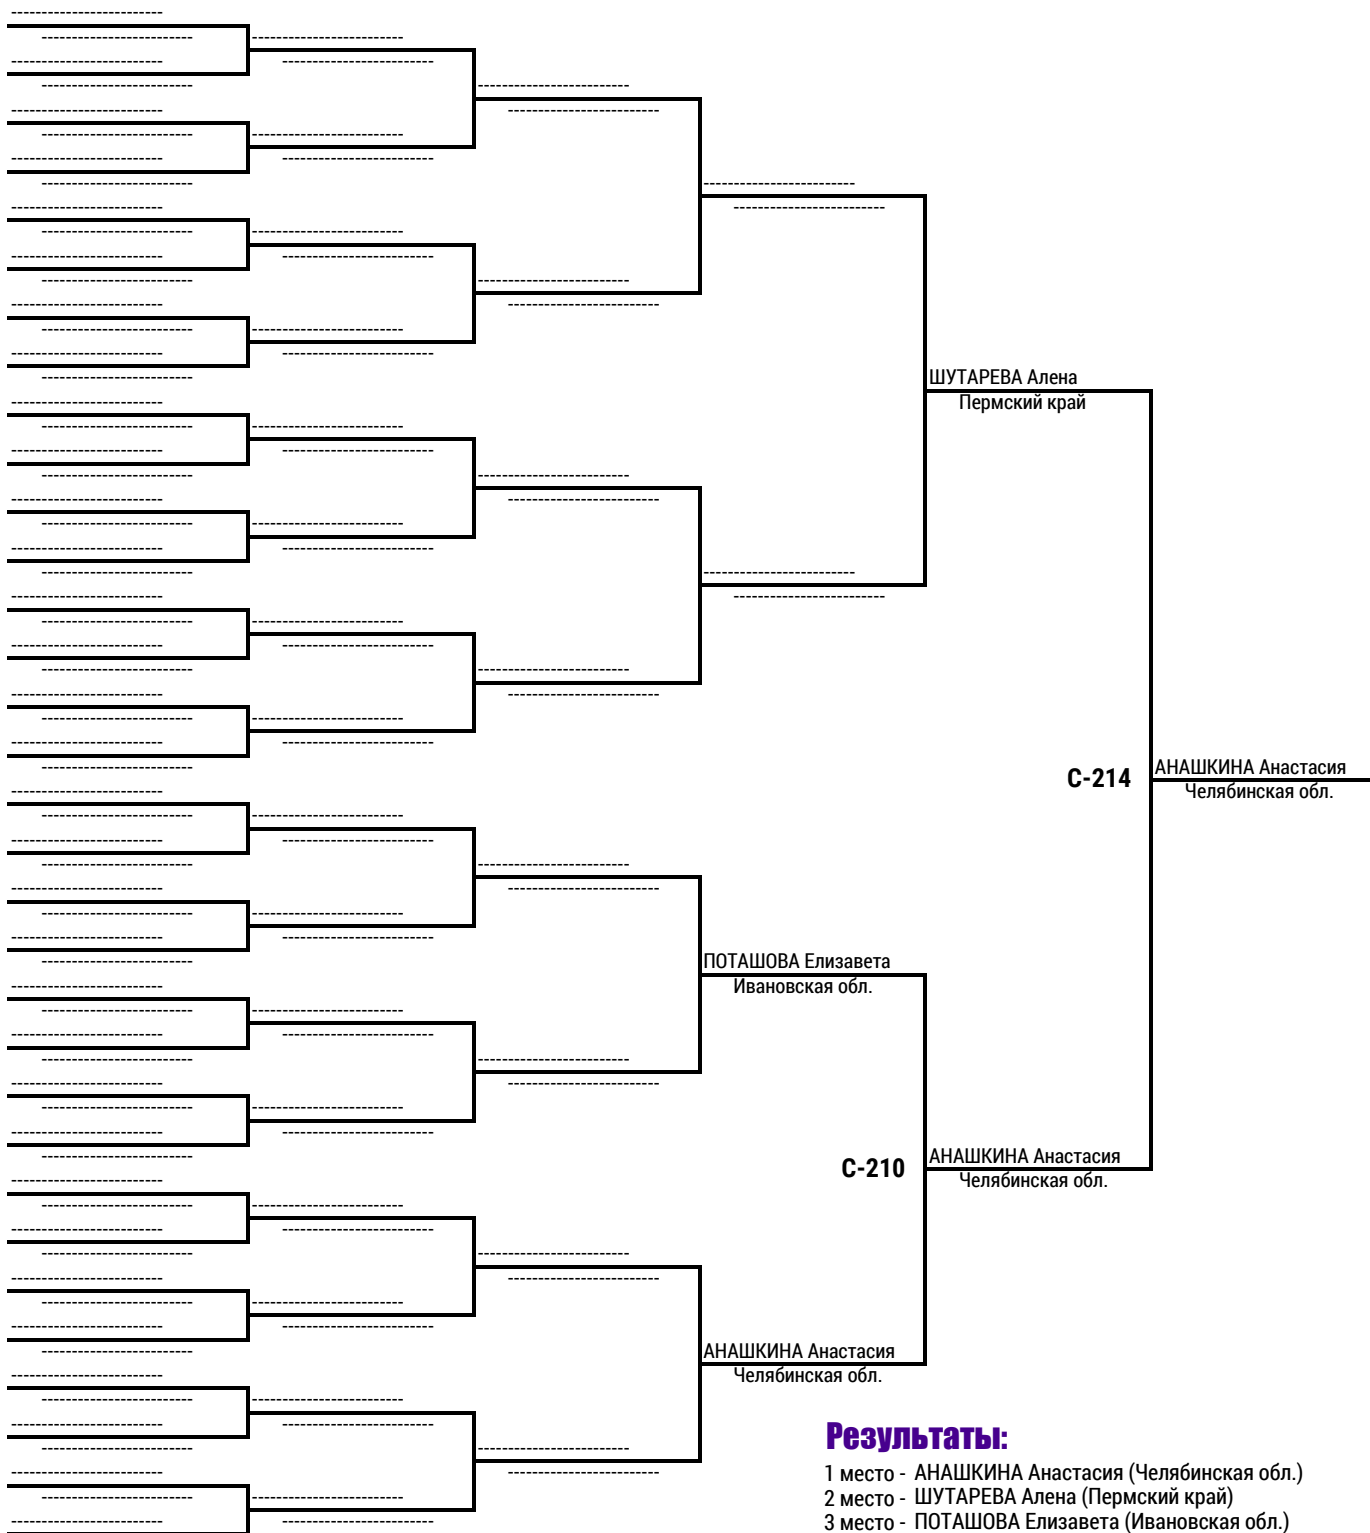 ШУТАРЕВА Алена
Пермский край
С-214
АНАШКИНА Анастасия
Челябинская обл.
ПОТАШОВА Елизавета
Ивановская обл.
С-210
АНАШКИНА Анастасия
Челябинская обл.
АНАШКИНА Анастасия
Челябинская обл.
Результаты:
1 место - АНАШКИНА Анастасия (Челябинская обл.)
2 место - ШУТАРЕВА Алена (Пермский край)
3 место - ПОТАШОВА Елизавета (Ивановская обл.)